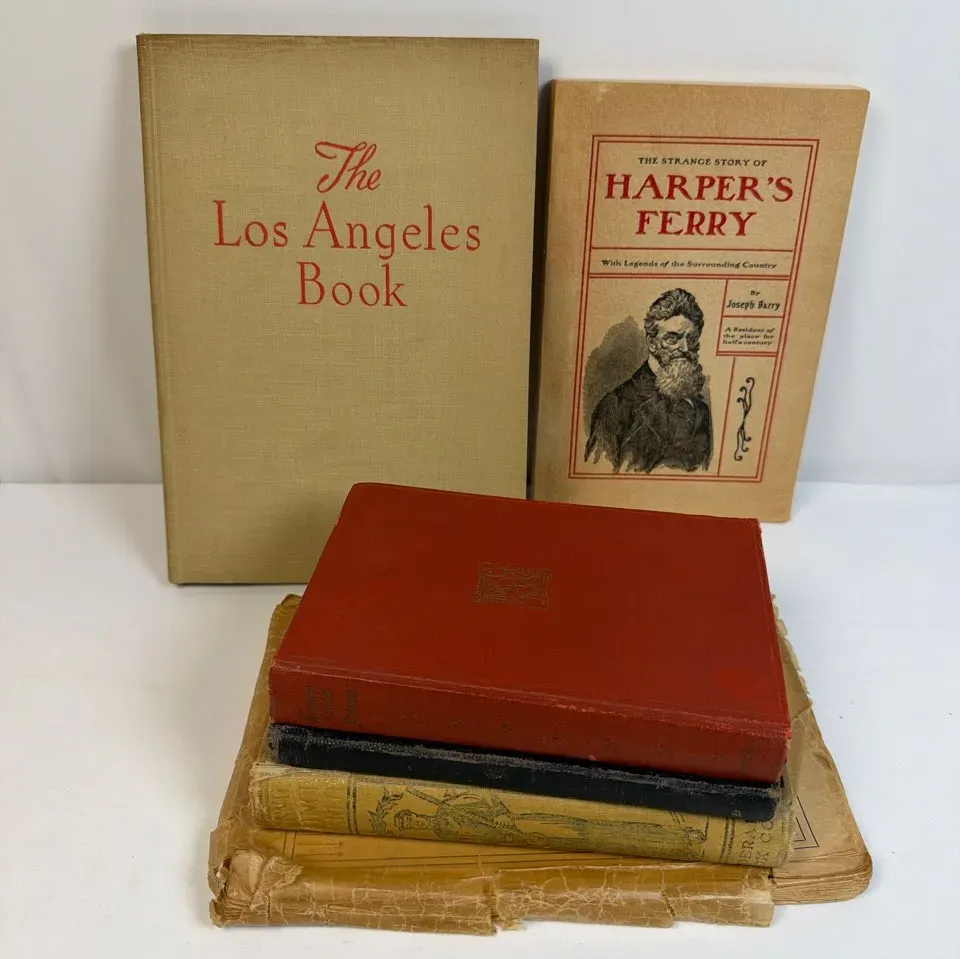 The
Los Angeles
Book
THE STRANGE STORY OF
HARPER'S
FERRY
With Legends of the Surrounding Country
By
Joseph Barry
A Resident of
the place for
half a century